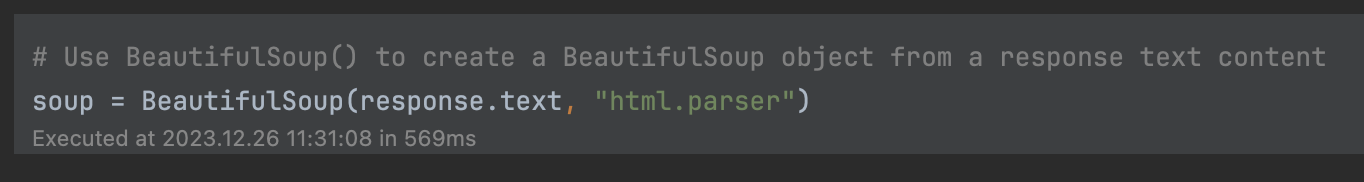 # Use BeautifulSoup() to create a BeautifulSoup object from a response text content
soup = BeautifulSoup(response.text, "html.parser")
Executed at 2023.12.26 11:31:08 in 569ms